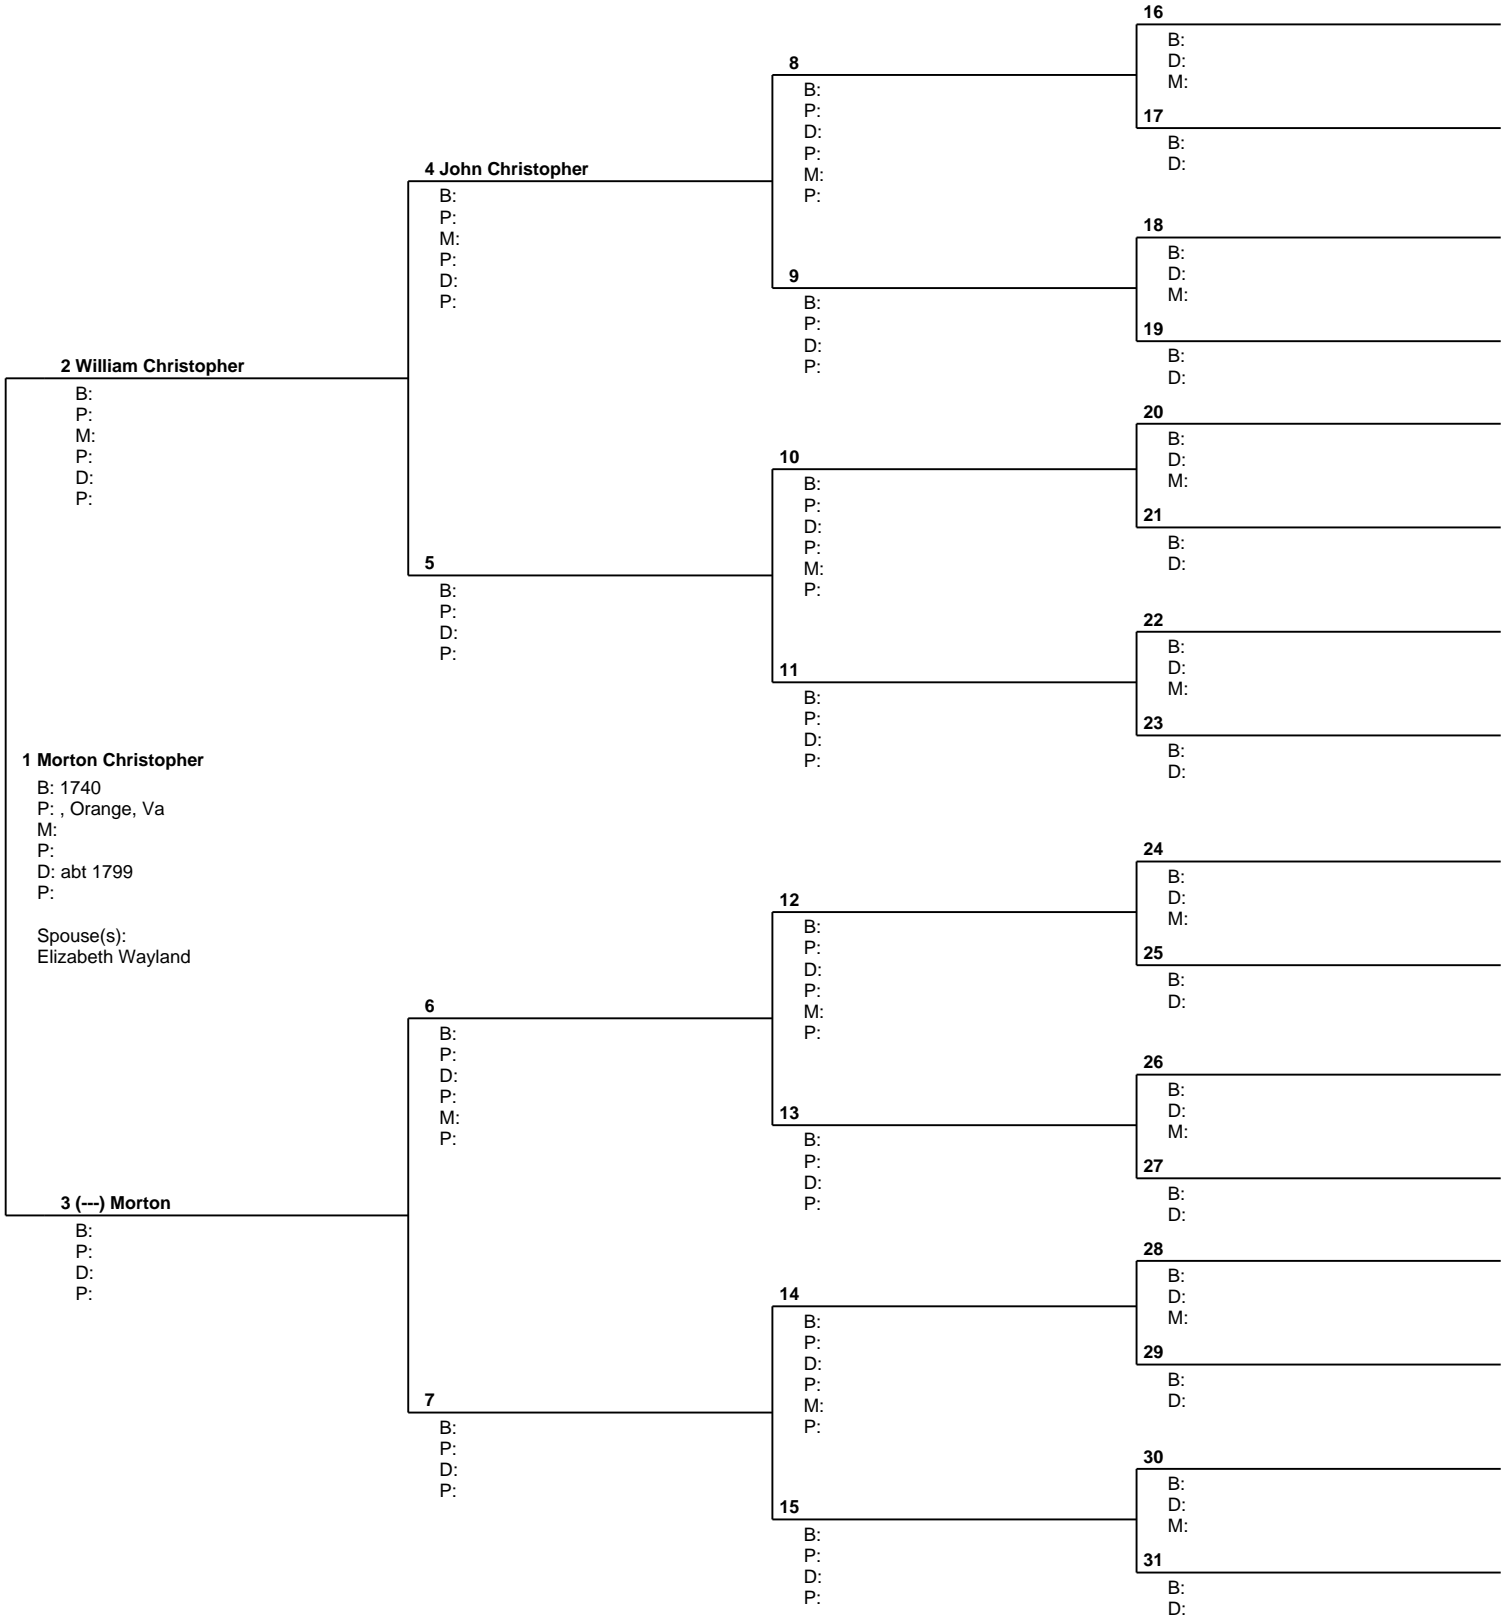 1 Morton Christopher
B: 1740
P: , Orange, Va
M:
P:
D: abt 1799
P:
Spouse(s):
Elizabeth Wayland
2 William Christopher
B:
P:
M:
P:
D:
P:
3 (---) Morton
B:
P:
D:
P:
4 John Christopher
B:
P:
M:
P:
D:
P:
5
B:
P:
D:
P:
6
B:
P:
D:
P:
M:
P:
7
B:
P:
D:
P:
8
B:
P:
D:
P:
M:
P:
9
B:
P:
D:
P:
10
B:
P:
D:
P:
M:
P:
11
B:
P:
D:
P:
12
B:
P:
D:
P:
M:
P:
13
B:
P:
D:
P:
14
B:
P:
D:
P:
M:
P:
15
B:
P:
D:
P:
16
B:
D:
M:
17
B:
D:
18
B:
D:
M:
19
B:
D:
20
B:
D:
M:
21
B:
D:
22
B:
D:
M:
23
B:
D:
24
B:
D:
M:
25
B:
D:
26
B:
D:
M:
27
B:
D:
28
B:
D:
M:
29
B:
D:
30
B:
D:
M:
31
B:
D: